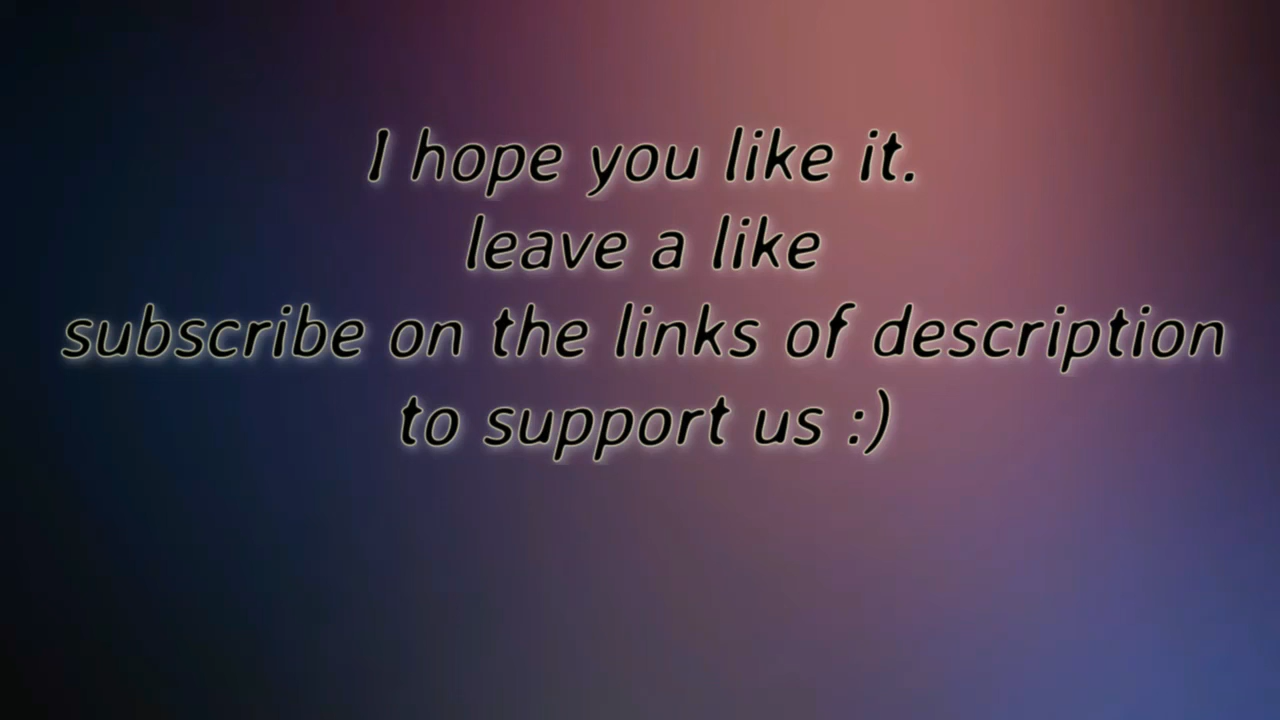 I hope you like it.
leave a like
subscribe on the links of description
to support us :)